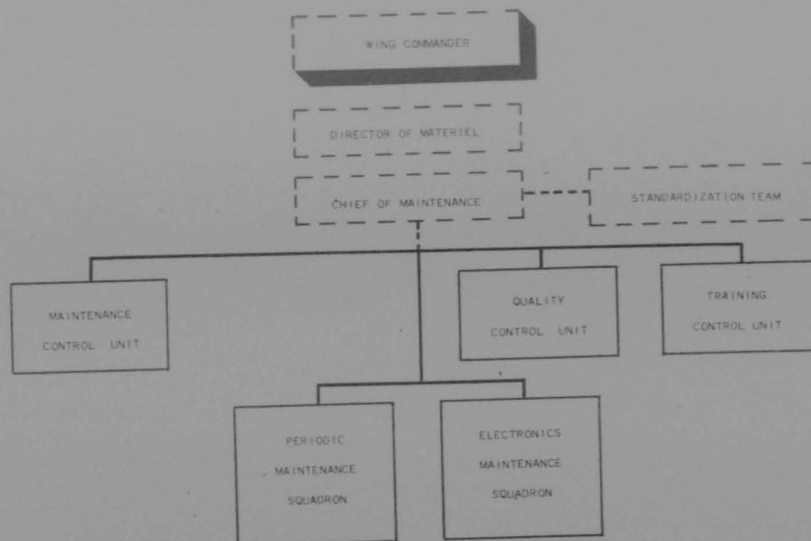 WING COMMANDER
DIRECTOR OF MATERIEL
CHIEF OF MAINTENANCE
STANDARDIZATION TEAM
MAINTENANCE
CONTROL UNIT
QUALITY
CONTROL UNIT
TRAINING
CONTROL UNIT
PERIODIC
MAINTENANCE
SQUADRON
ELECTRONICS
MAINTENANCE
SQUADRON